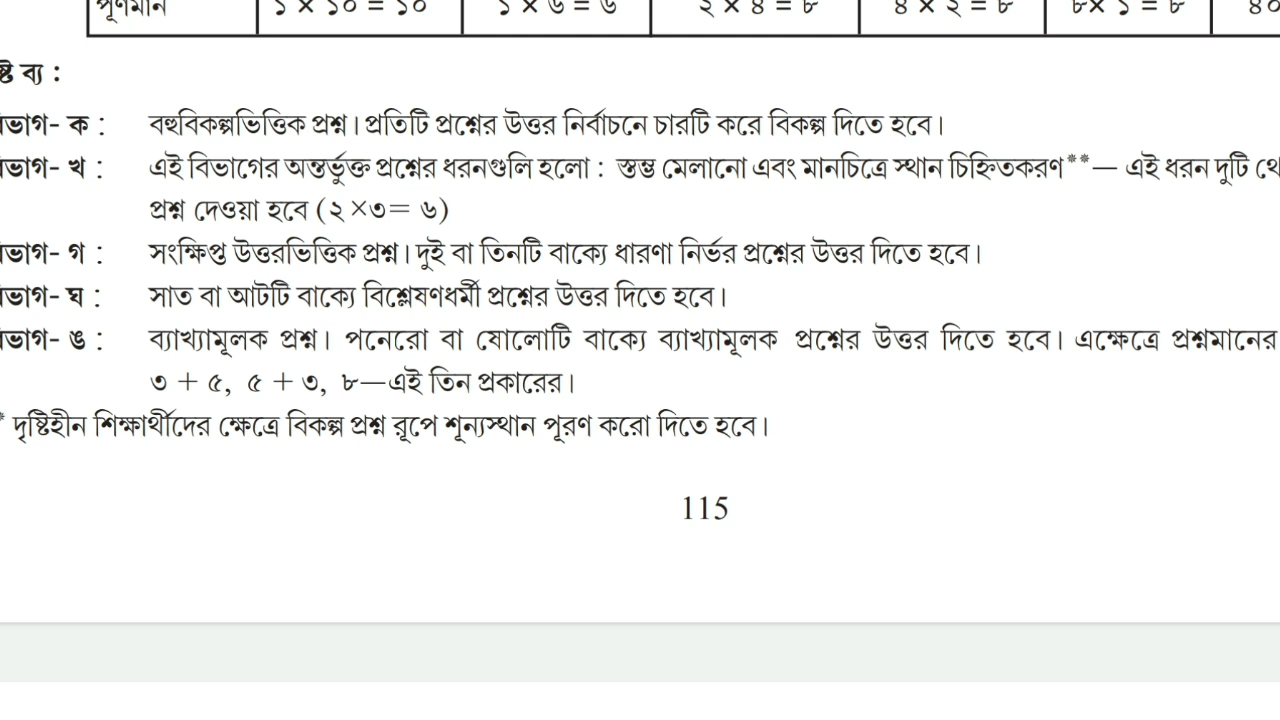 পূর্ণমান ১ × ১০ = ১০ ১ × ৬ = ৬ ২ × ৪ = ৮ ৪ × ২ = ৮ ৮× ১ = ৮ ৪০
ষ্টব্য :
বিভাগ- ক : বহুবিকল্পভিত্তিক প্রশ্ন। প্রতিটি প্রশ্নের উত্তর নির্বাচনে চারটি করে বিকল্প দিতে হবে।
বিভাগ- খ : এই বিভাগের অন্তর্ভুক্ত প্রশ্নের ধরনগুলি হলো : স্তম্ভ মেলানো এবং মানচিত্রে স্থান চিহ্নিতকরণ** — এই ধরন দুটি থে
প্রশ্ন দেওয়া হবে (২×৩= ৬)
বিভাগ- গ : সংক্ষিপ্ত উত্তরভিত্তিক প্রশ্ন। দুই বা তিনটি বাক্যে ধারণা নির্ভর প্রশ্নের উত্তর দিতে হবে।
বিভাগ- ঘ : সাত বা আটটি বাক্যে বিশ্লেষণধর্মী প্রশ্নের উত্তর দিতে হবে।
বিভাগ- ঙ : ব্যাখ্যামূলক প্রশ্ন। পনেরো বা ষোলোটি বাক্যে ব্যাখ্যামূলক প্রশ্নের উত্তর দিতে হবে। এক্ষেত্রে প্রশ্নমানের
৩ + ৫, ৫ + ৩, ৮—এই তিন প্রকারের।
* দৃষ্টিহীন শিক্ষার্থীদের ক্ষেত্রে বিকল্প প্রশ্ন রূপে শূন্যস্থান পূরণ করো দিতে হবে।
115